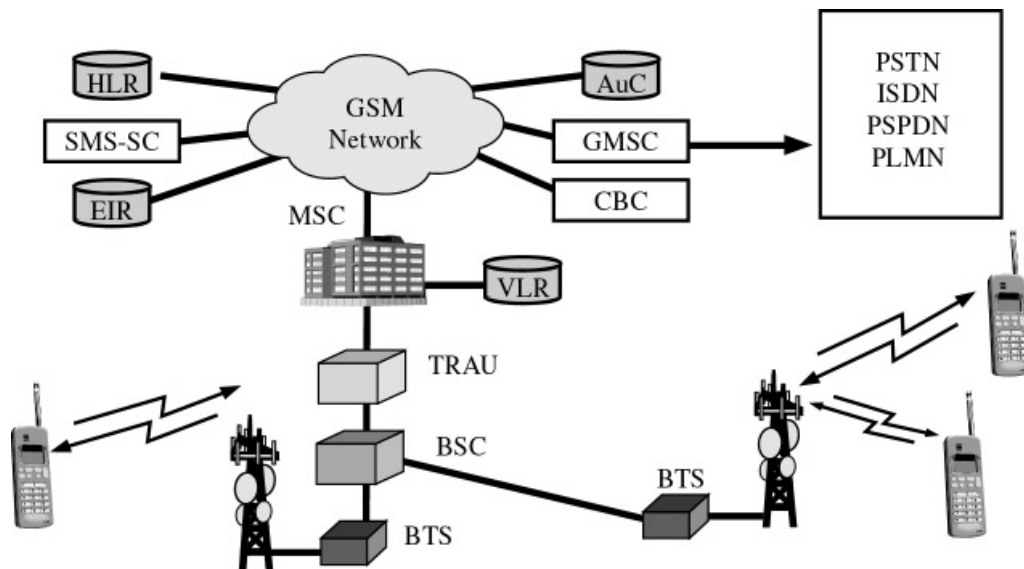 HLR
GSM
Network
AuC
PSTN
ISDN
PSPDN
PLMN
SMS-SC
GMSC
EIR
CBC
MSC
VLR
TRAU
BSC
BTS
BTS